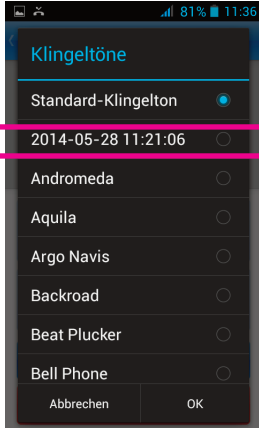 81% 11:36
Klingeltöne
Standard-Klingelton
2014-05-28 11:21:06
Andromeda
Aquila
Argo Navis
Backroad
Beat Plucker
Bell Phone
Abbrechen OK